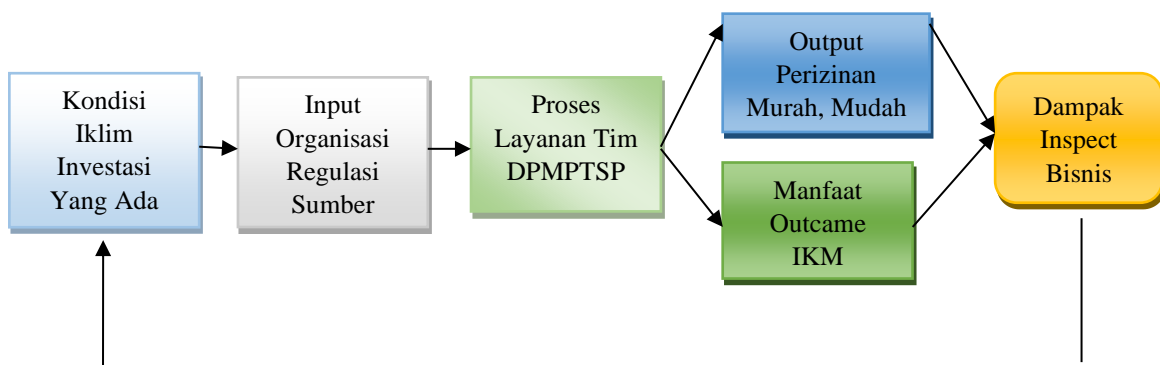 Kondisi
Iklim
Investasi
Yang Ada
Input
Organisasi
Regulasi
Sumber
Proses
Layanan Tim
DPMPTSP
Output
Perizinan
Murah, Mudah
Manfaat
Outcame
IKM
Dampak
Inspect
Bisnis